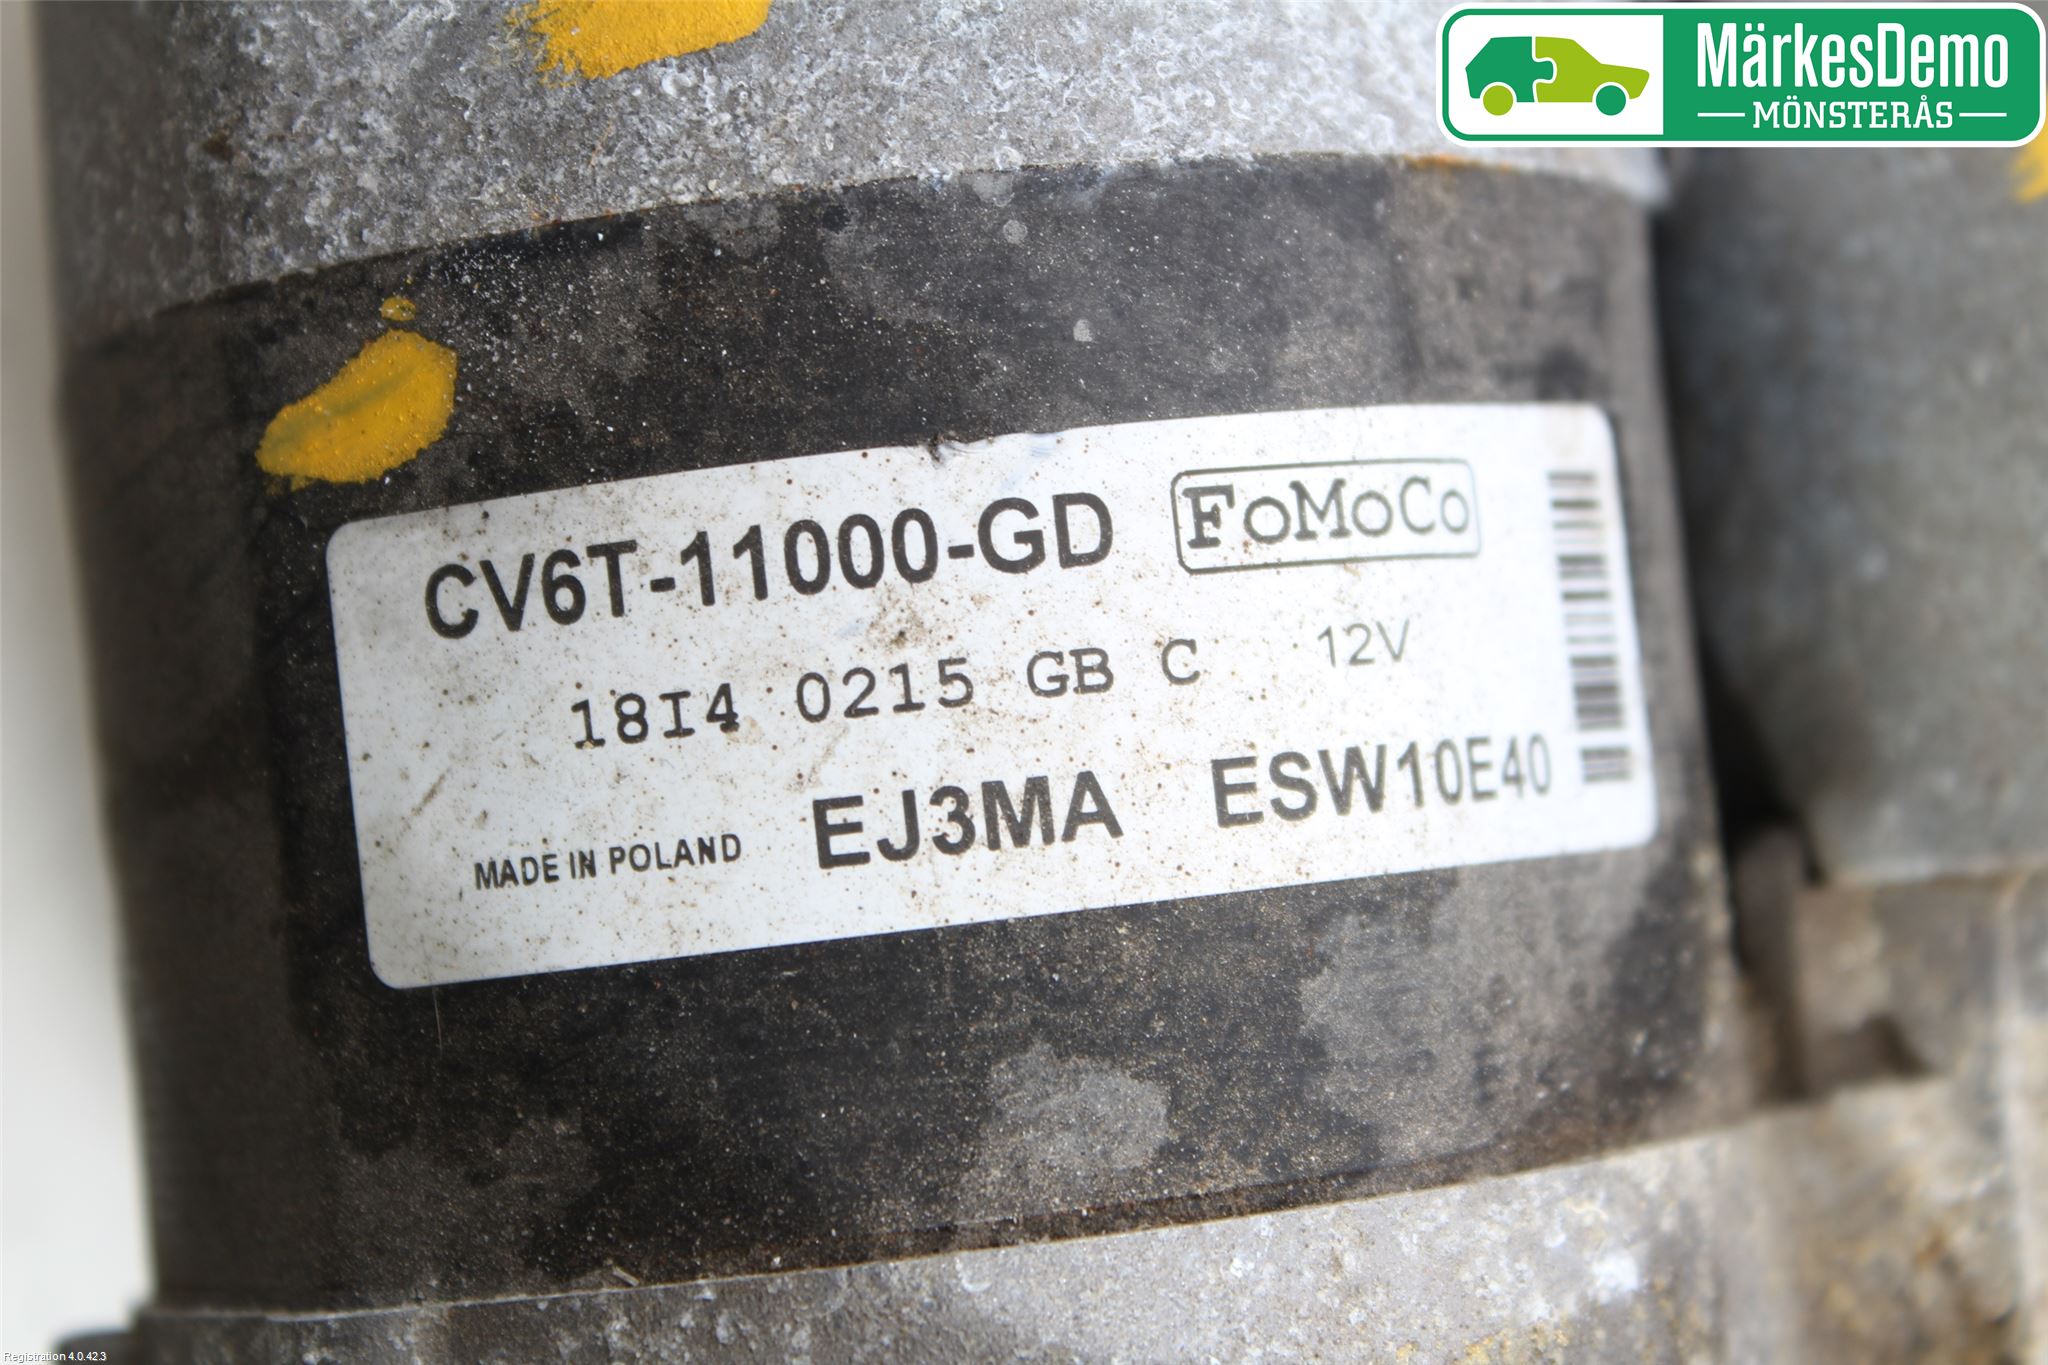 MärkesDemo
MÖNSTERÅS
CV6T-11000-GD FoMoCo
18I4 0215 GB C 12V
MADE IN POLAND EJ3MA ESW10E40
Registration 4.0.42.3